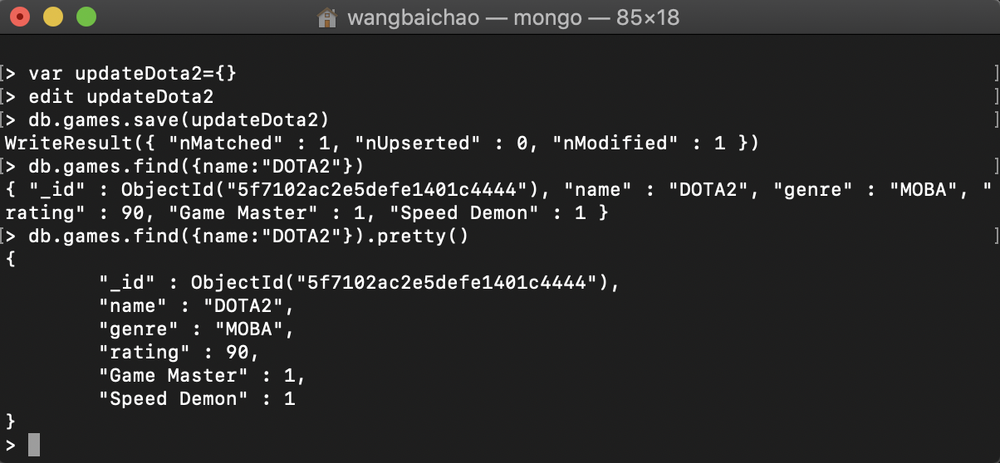 wangbaichao — mongo — 85×18
[> var updateDota2={} ]
[> edit updateDota2 ]
[> db.games.save(updateDota2) ]
WriteResult({ "nMatched" : 1, "nUpserted" : 0, "nModified" : 1 })
[> db.games.find({name:"DOTA2"}) ]
{ "_id" : ObjectId("5f7102ac2e5defe1401c4444"), "name" : "DOTA2", "genre" : "MOBA", "
rating" : 90, "Game Master" : 1, "Speed Demon" : 1 }
[> db.games.find({name:"DOTA2"}).pretty() ]
{
"_id" : ObjectId("5f7102ac2e5defe1401c4444"),
"name" : "DOTA2",
"genre" : "MOBA",
"rating" : 90,
"Game Master" : 1,
"Speed Demon" : 1
}
>